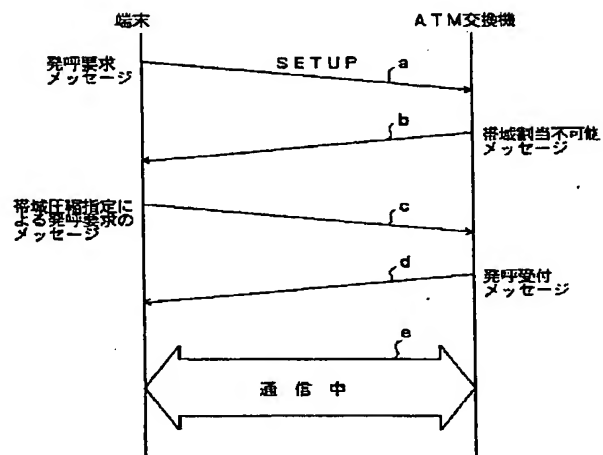 端末
ATM交換機
発呼要求
メッセージ
SETUP
a
b
帯域割当不可能
メッセージ
帯域圧縮指定に
よる発呼要求の
メッセージ
c
d
発呼受付
メッセージ
e
通信中